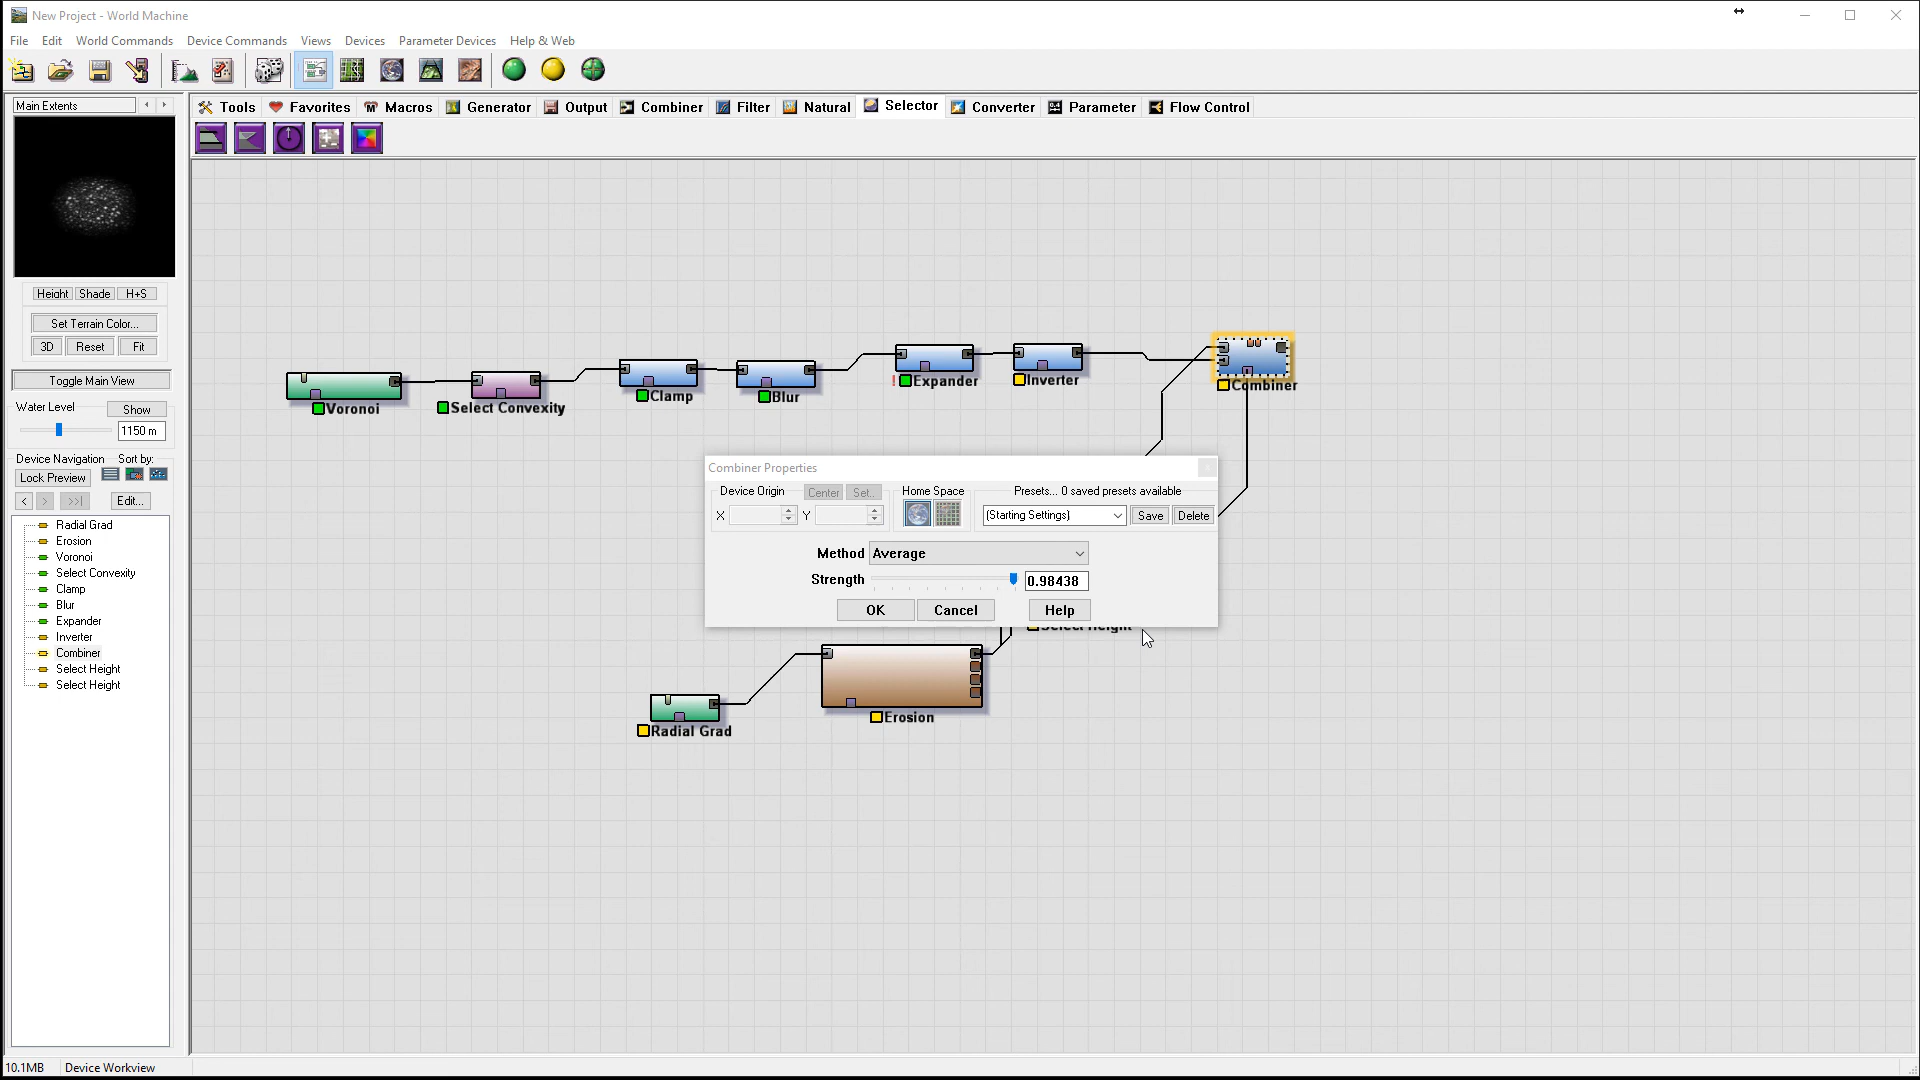 New Project - World Machine
File Edit World Commands Device Commands Views Devices Parameter Devices Help & Web
Main Extents
Tools Favorites Macros Generator Output Combiner Filter Natural Selector Converter Parameter Flow Control
Height Shade H+S
Set Terrain Color...
3D Reset Fit
Toggle Main View
Water Level Show
1150 m
Device Navigation Sort by:
Lock Preview
< > >>| Edit...
Radial Grad
Erosion
Voronoi
Select Convexity
Clamp
Blur
Expander
Inverter
Combiner
Select Height
Select Height
Voronoi
Select Convexity
Clamp
Blur
! Expander
Inverter
Combiner
Combiner Properties
Device Origin Center Set... Home Space Presets... 0 saved presets available
X Y (Starting Settings) Save Delete
Method Average
Strength 0.98438
OK Cancel Help
Select Height
Erosion
Radial Grad
10.1MB Device Workview